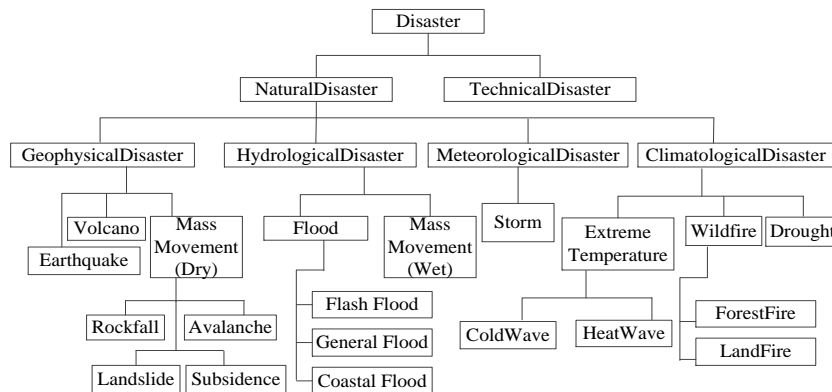 Disaster
NaturalDisaster
TechnicalDisaster
GeophysicalDisaster
HydrologicalDisaster
MeteorologicalDisaster
ClimatologicalDisaster
Earthquake
Volcano
Mass
Movement
(Dry)
Flood
Mass
Movement
(Wet)
Storm
Extreme
Temperature
Wildfire
Drought
Rockfall
Avalanche
Landslide
Subsidence
Flash Flood
General Flood
Coastal Flood
ColdWave
HeatWave
ForestFire
LandFire